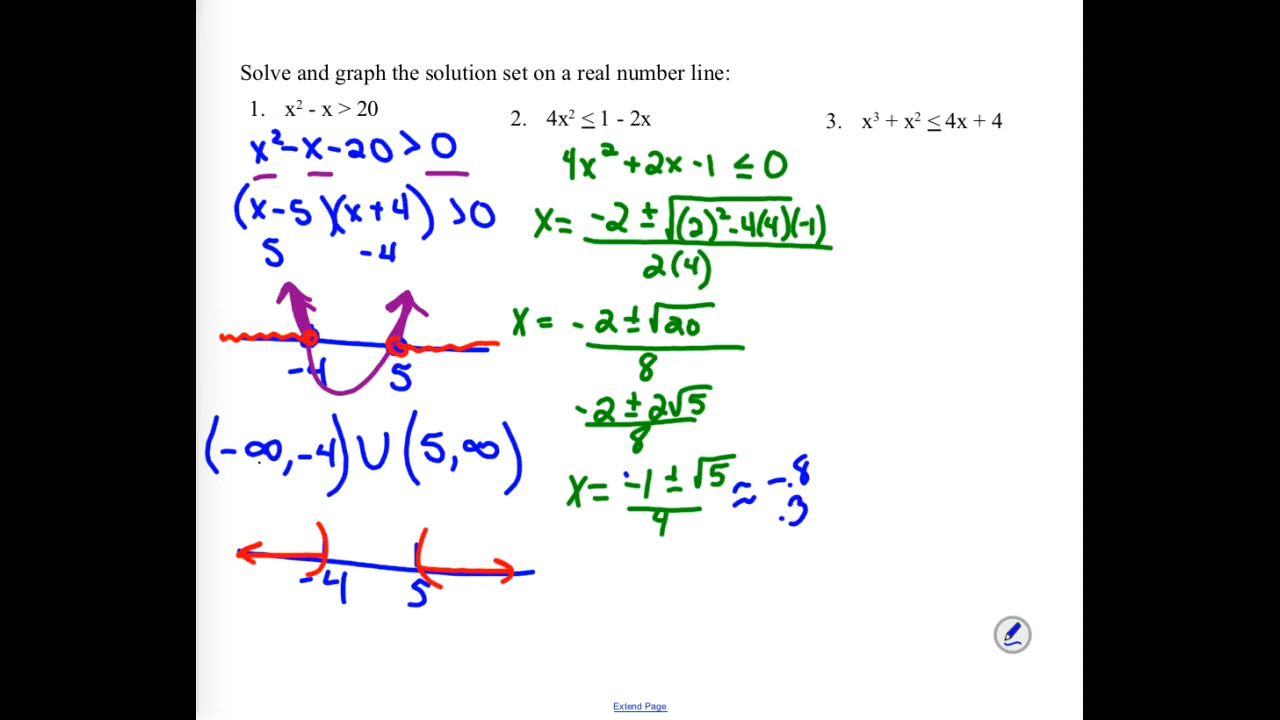 Solve and graph the solution set on a real number line:
1. x² - x > 20
x² - x - 20 > 0
(x - 5)(x + 4) > 0
5 -4
-4 5
(-∞, -4) ∪ (5, ∞)
-4 5
2. 4x² ≤ 1 - 2x
4x² + 2x - 1 ≤ 0
x = -2 ± √(2)² - 4(4)(-1)
2(4)
x = -2 ± √20
8
-2 ± 2√5
8
x = -1 ± √5 ≈ -.8
4 .3
3. x³ + x² ≤ 4x + 4
Extend Page